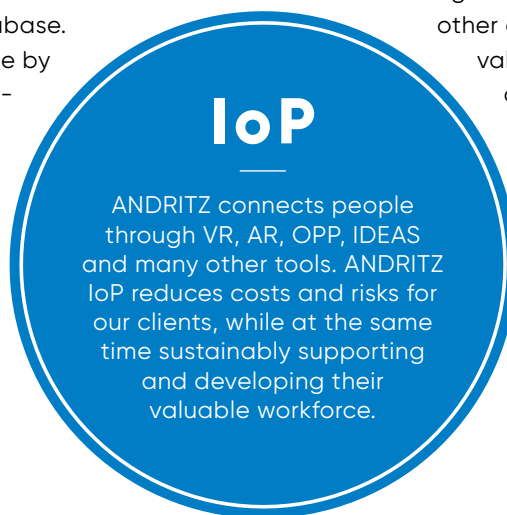 abase.
e by
-
other
val
IoP
ANDRITZ connects people
through VR, AR, OPP, IDEAS
and many other tools. ANDRITZ
IoP reduces costs and risks for
our clients, while at the same
time sustainably supporting
and developing their
valuable workforce.